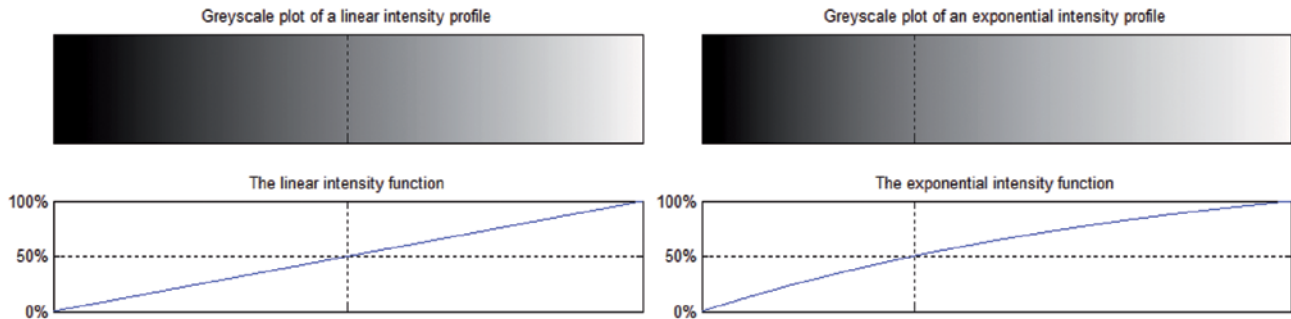 Greyscale plot of a linear intensity profile
Greyscale plot of an exponential intensity profile
The linear intensity function
The exponential intensity function
100%
50%
0%
100%
50%
0%